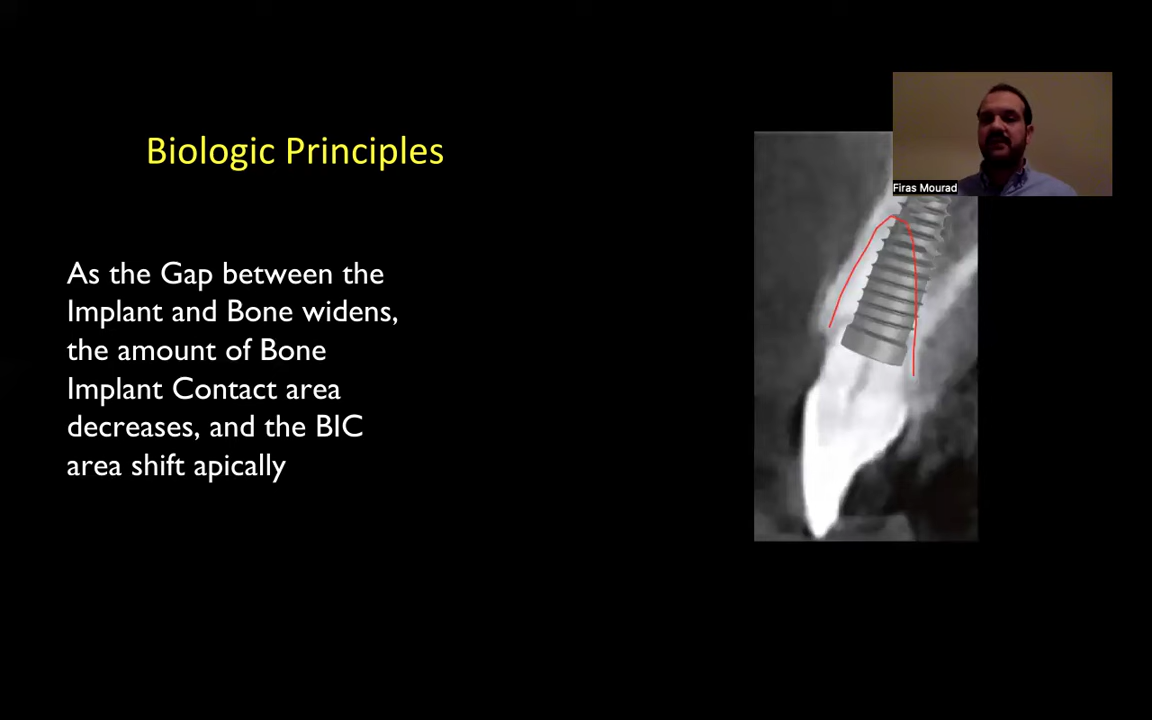 Biologic Principles
As the Gap between the
Implant and Bone widens,
the amount of Bone
Implant Contact area
decreases, and the BIC
area shift apically
Firas Mourad